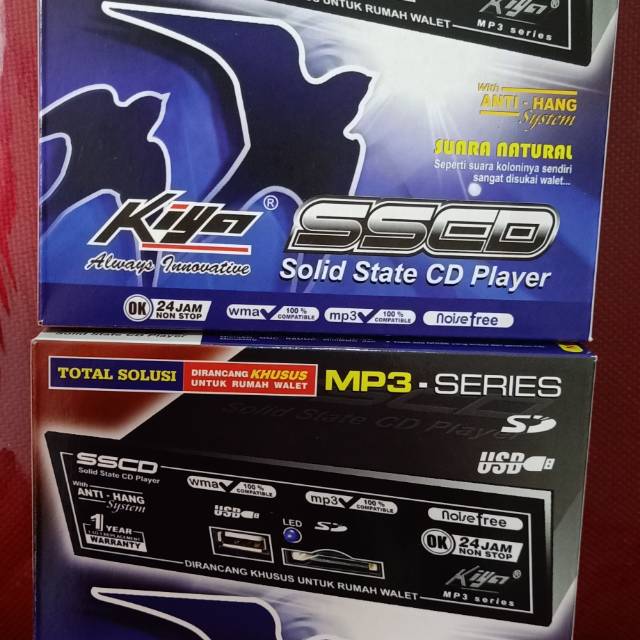 DIRANCANG KHUSUS UNTUK RUMAH WALET
Kiya ®
MP3 series
With
ANTI - HANG
System
SUARA NATURAL
Seperti suara koloninya sendiri
sangat disukai walet...
Kiya ®
Always Innovative
SSCD
Solid State CD Player
OK 24 JAM NON STOP
wma 100 % COMPATIBLE
mp3 100 % COMPATIBLE
noise free
TOTAL SOLUSI
DIRANCANG KHUSUS
UNTUK RUMAH WALET
MP3 - SERIES
Solid State CD Player
SD
USB
SSCD
Solid State CD Player
With
ANTI - HANG
System
1 YEAR
WARRANTY
wma 100 % COMPATIBLE
mp3 100 % COMPATIBLE
noise free
USB
LED
SD
OK 24 JAM NON STOP
DIRANCANG KHUSUS UNTUK RUMAH WALET
Kiya ®
MP3 series